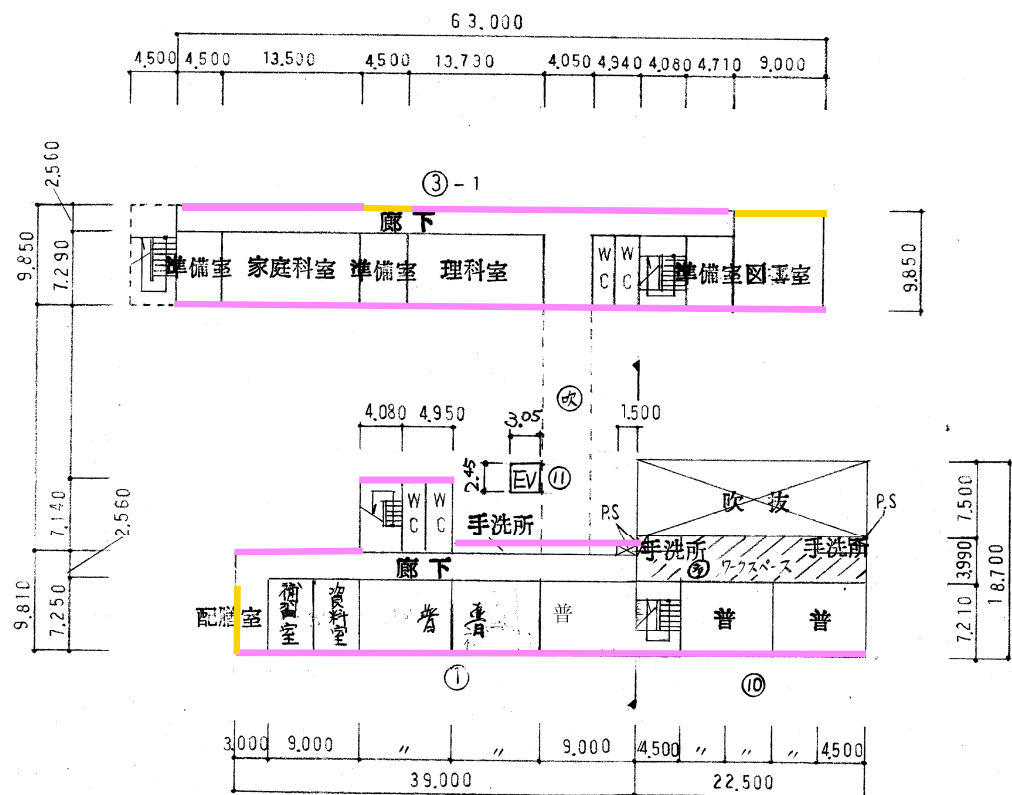 63.000
4,500 4,500 13.500 4,500 13.730 4.050 4.940 4.080 4.710 9,000
2,560
③-1
廊下
9,850
7,290
準備室 家庭科室 準備室 理科室 WC WC 準備室 図書室
9,850
吹
4.080 4.950 3.05 1.500
2.45
EV ⑪
7,140
2,560
WC WC
手洗所
P.S
吹抜
P.S
7.500
手洗所 手洗所
廊下
ワークスペース
3,990
18.700
9,810
7,250
配膳室 資料室 普 普 普 普
7,210
① ⑩
3,000 9,000 〃 〃 9,000 4,500 〃 〃 〃 4,500
39,000 22,500